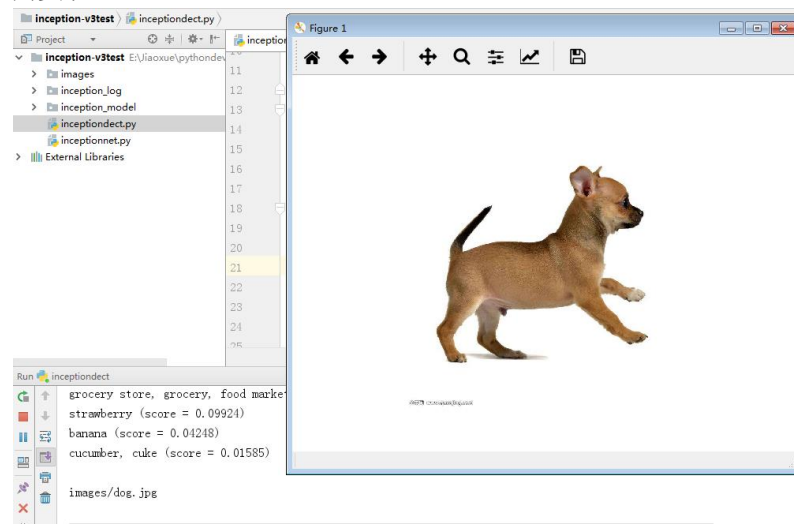 inception-v3test inceptiondect.py
Project
inception-v3test E:\Jiaoxue\pythondev
images
inception_log
inception_model
inceptiondect.py
inceptionnet.py
External Libraries
11
12
13
14
15
16
17
18
19
20
21
22
23
24
25
Figure 1
Run inceptiondect
grocery store, grocery, food market
strawberry (score = 0.09924)
banana (score = 0.04248)
cucumber, cuke (score = 0.01585)
images/dog.jpg